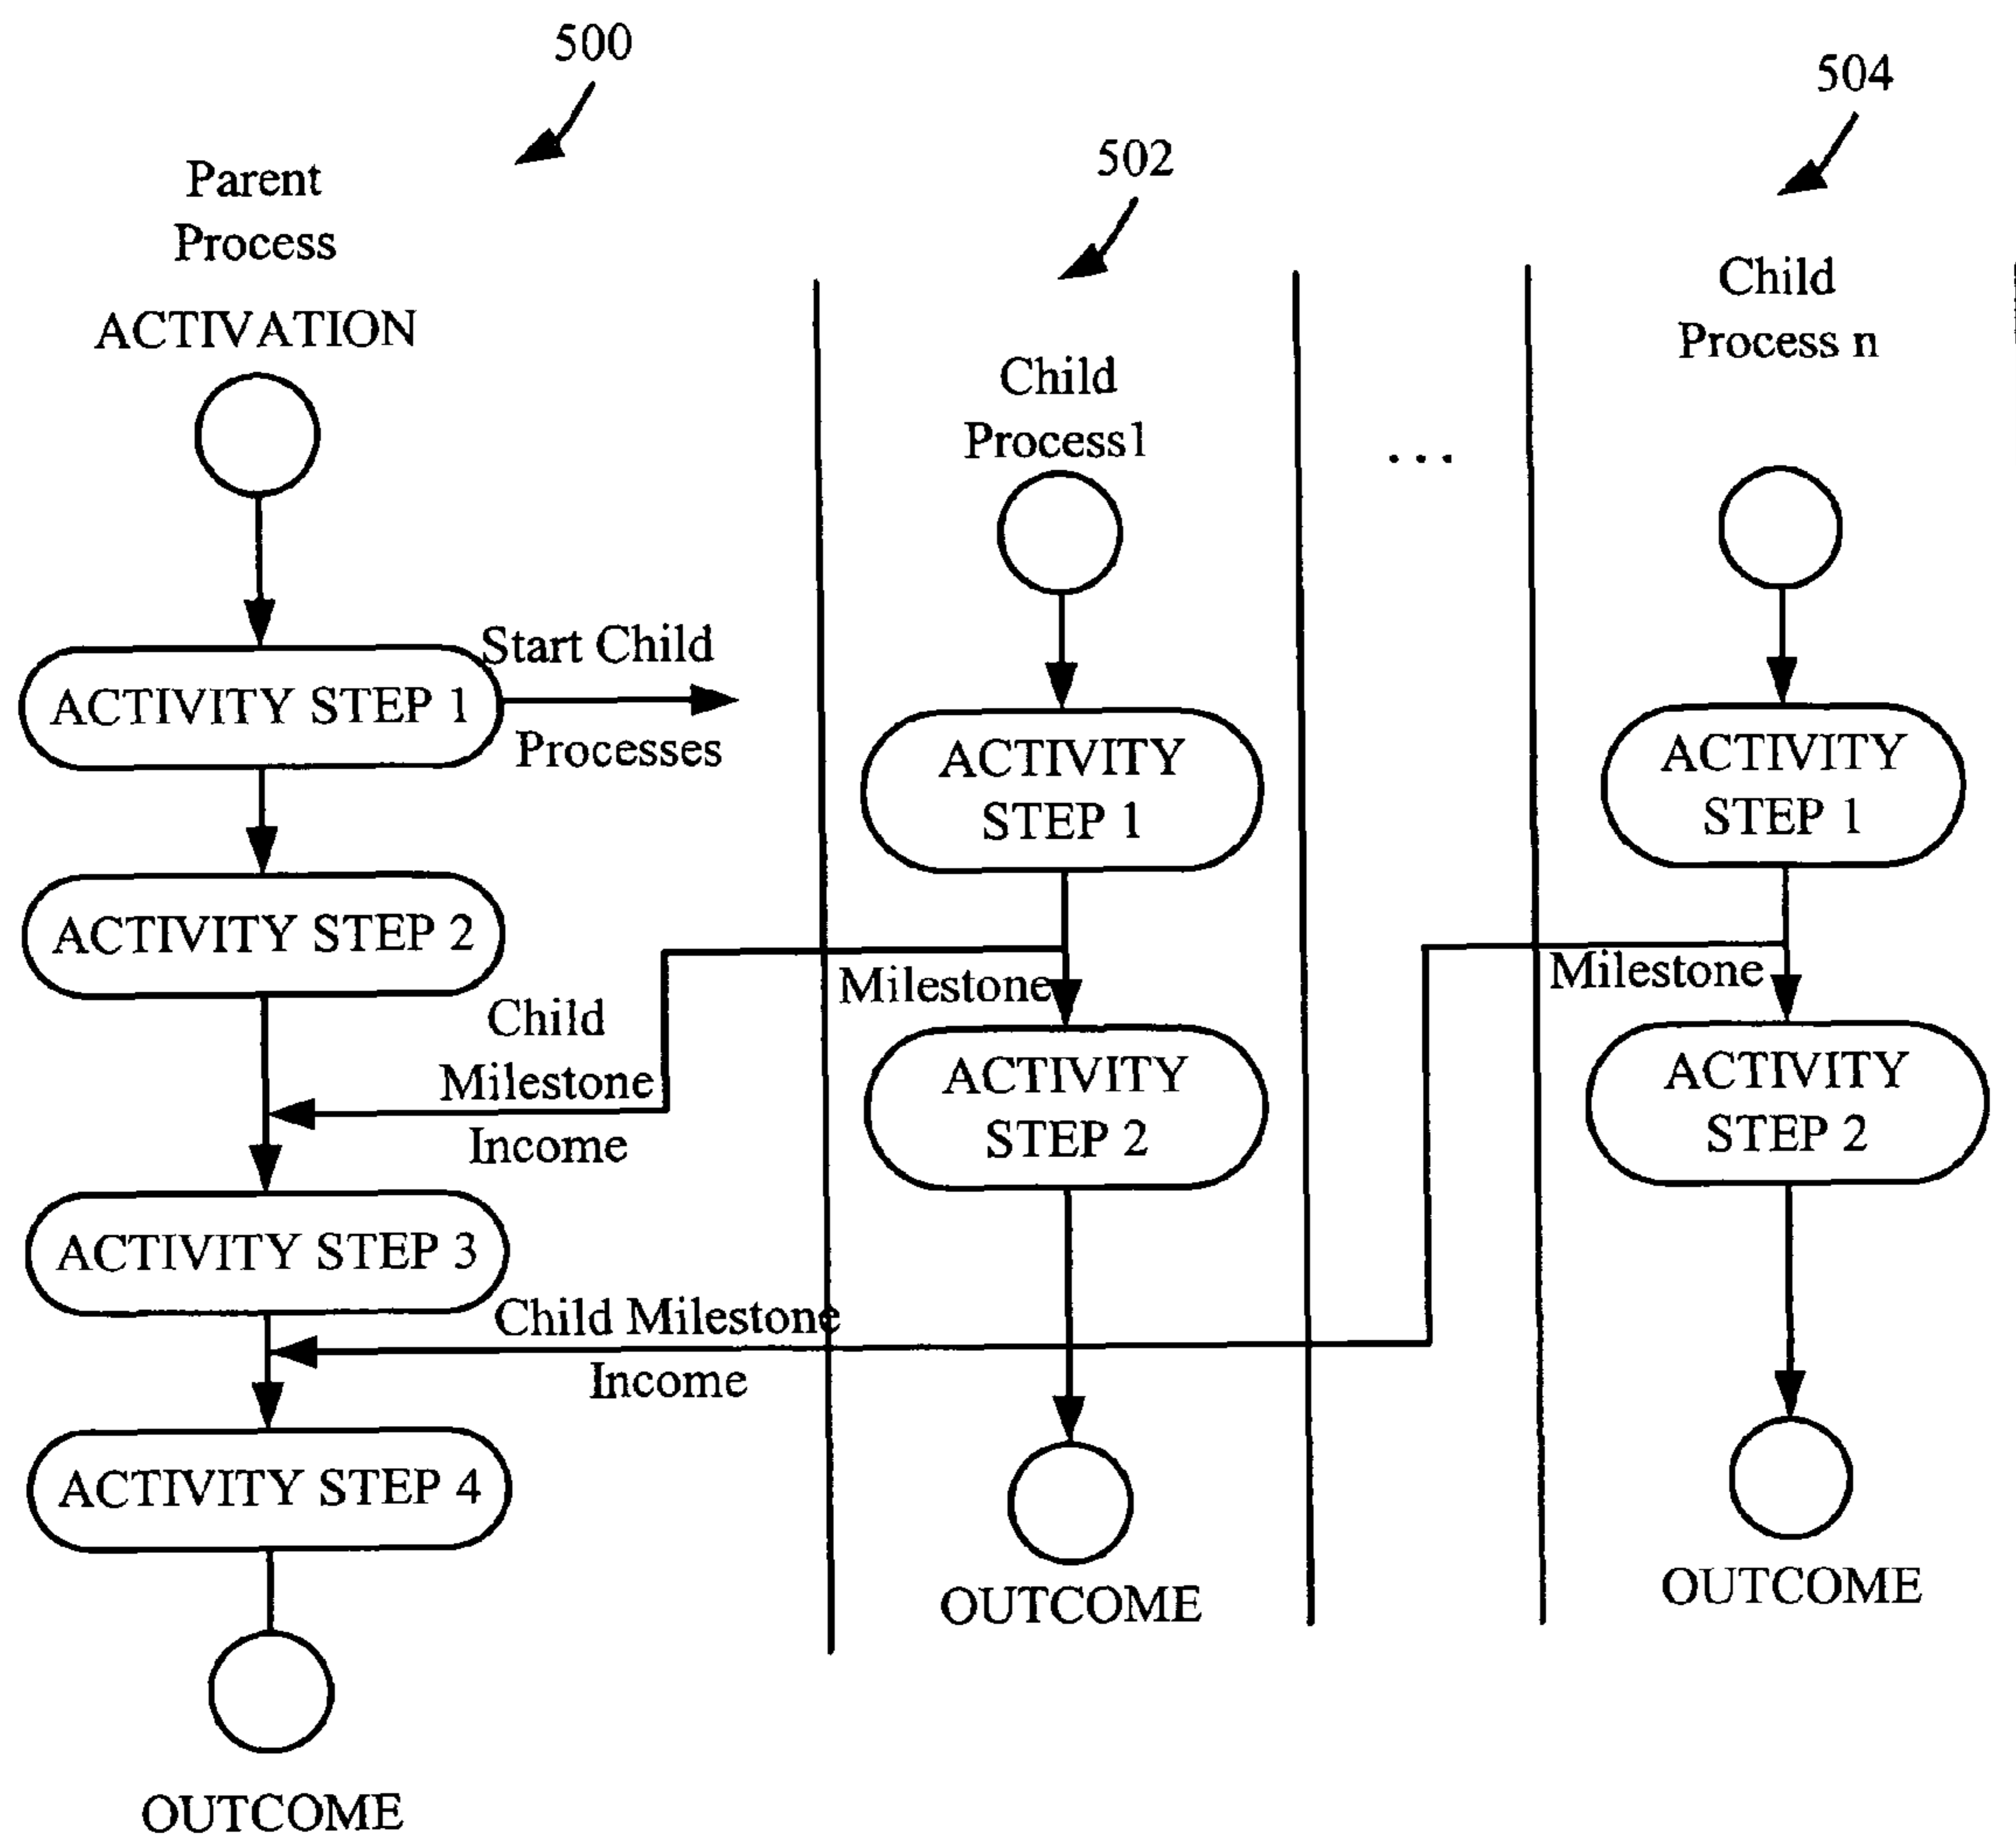 500
504
502
Parent
Process
ACTIVATION
Child
Process1
...
Child
Process n
ACTIVITY STEP 1
Start Child
Processes
ACTIVITY STEP 2
Child
Milestone
Income
ACTIVITY STEP 3
Child Milestone
Income
ACTIVITY STEP 4
OUTCOME
ACTIVITY
STEP 1
Milestone
ACTIVITY
STEP 2
OUTCOME
ACTIVITY
STEP 1
Milestone
ACTIVITY
STEP 2
OUTCOME